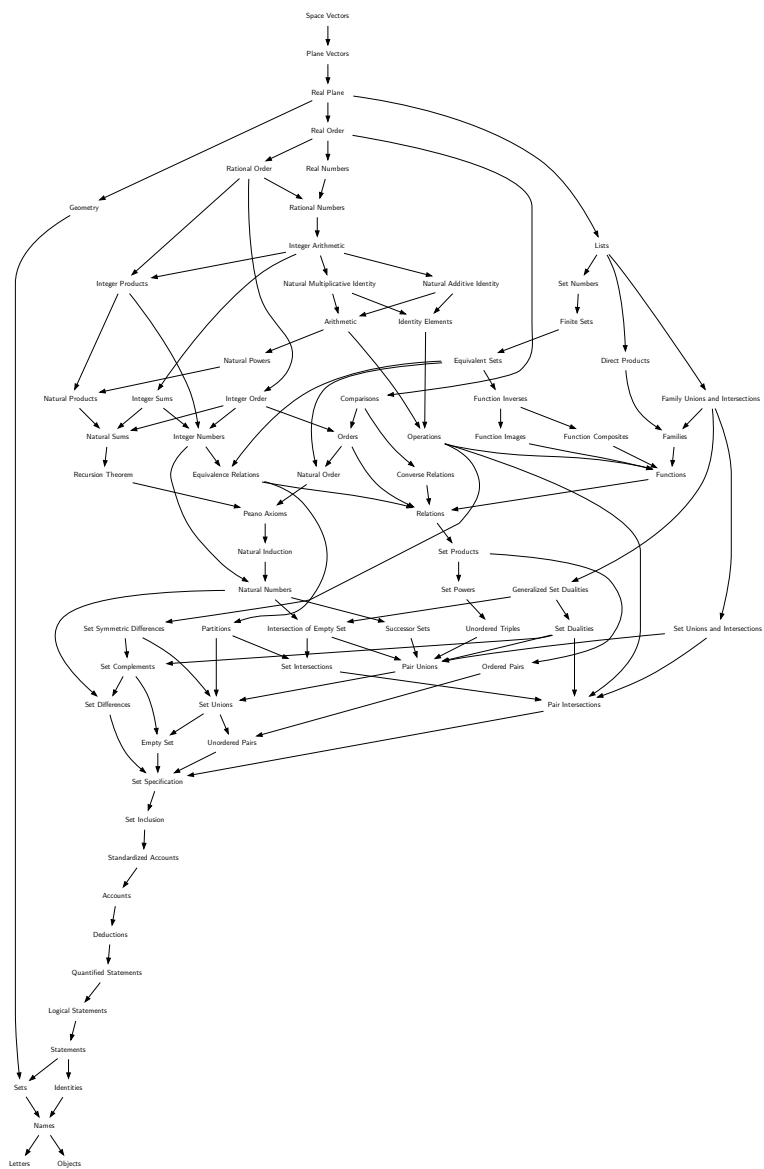 Space Vectors
Plane Vectors
Real Plane
Real Order
Rational Order
Real Numbers
Geometry
Rational Numbers
Integer Arithmetic
Lists
Integer Products
Natural Multiplicative Identity
Natural Additive Identity
Set Numbers
Arithmetic
Identity Elements
Finite Sets
Natural Powers
Equivalent Sets
Direct Products
Natural Products
Integer Sums
Integer Order
Comparisons
Function Inverses
Family Unions and Intersections
Natural Sums
Integer Numbers
Orders
Operations
Function Images
Function Composites
Families
Recursion Theorem
Equivalence Relations
Natural Order
Converse Relations
Functions
Peano Axioms
Relations
Natural Induction
Set Products
Natural Numbers
Set Powers
Generalized Set Dualities
Set Symmetric Differences
Partitions
Intersection of Empty Set
Successor Sets
Unordered Triples
Set Dualities
Set Unions and Intersections
Set Complements
Set Intersections
Pair Unions
Ordered Pairs
Set Differences
Set Unions
Pair Intersections
Empty Set
Unordered Pairs
Set Specification
Set Inclusion
Standardized Accounts
Accounts
Deductions
Quantified Statements
Logical Statements
Statements
Sets
Identities
Names
Letters
Objects